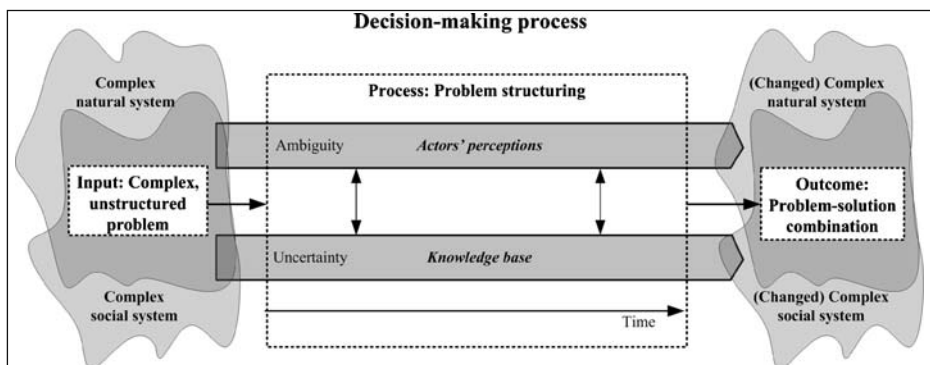 Decision-making process
Complex
natural system
Input: Complex,
unstructured
problem
Complex
social system
Process: Problem structuring
Ambiguity Actors' perceptions
Uncertainty Knowledge base
Time
(Changed) Complex
natural system
Outcome:
Problem-solution
combination
(Changed) Complex
social system